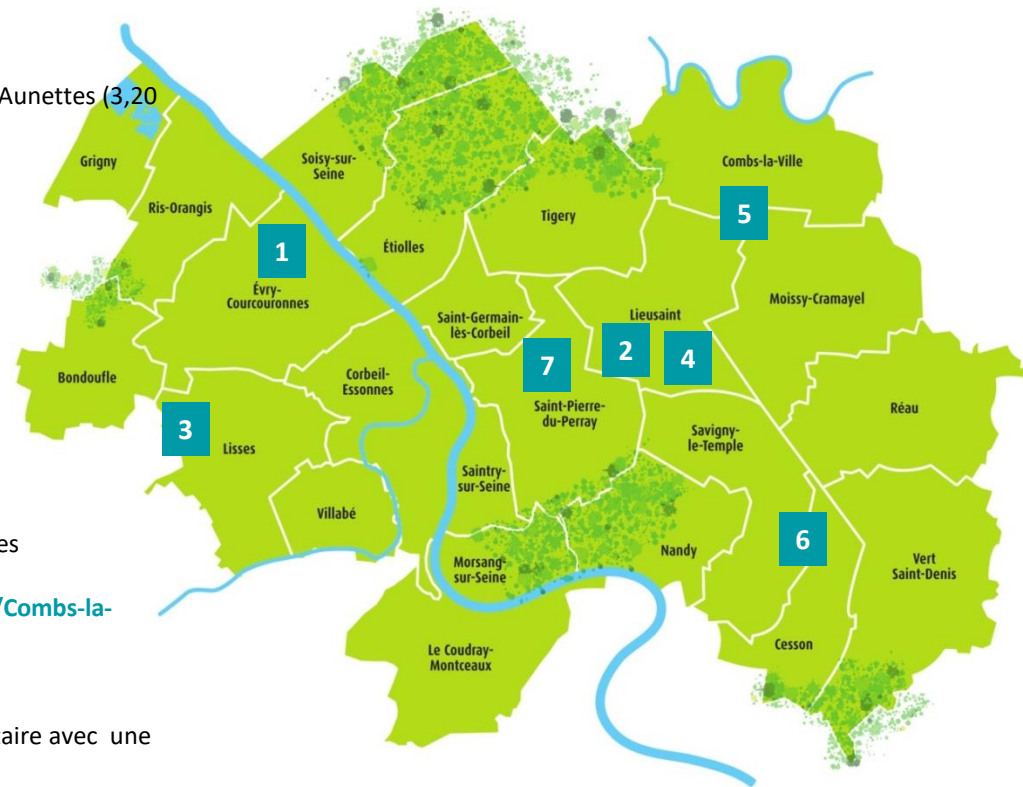 Aunettes (3,20
Grigny
Soisy-sur-
Seine
Combs-la-Ville
Ris-Orangis
5
Tigery
1
Étiolles
Évry-
Courcouronnes
Moissy-Cramayel
Saint-Germain-
lès-Corbeil
Lieusaint
2
4
7
Bondoufle
Corbeil-
Essonnes
Saint-Pierre-
du-Perray
Réau
3
Lisses
Savigny-
le-Temple
Saintry-
sur-Seine
Villabé
es
6
Nandy
Morsang-
sur-Seine
Vert
Saint-Denis
/Combs-la-
Le Coudray-
Montceaux
Cesson
taire avec une